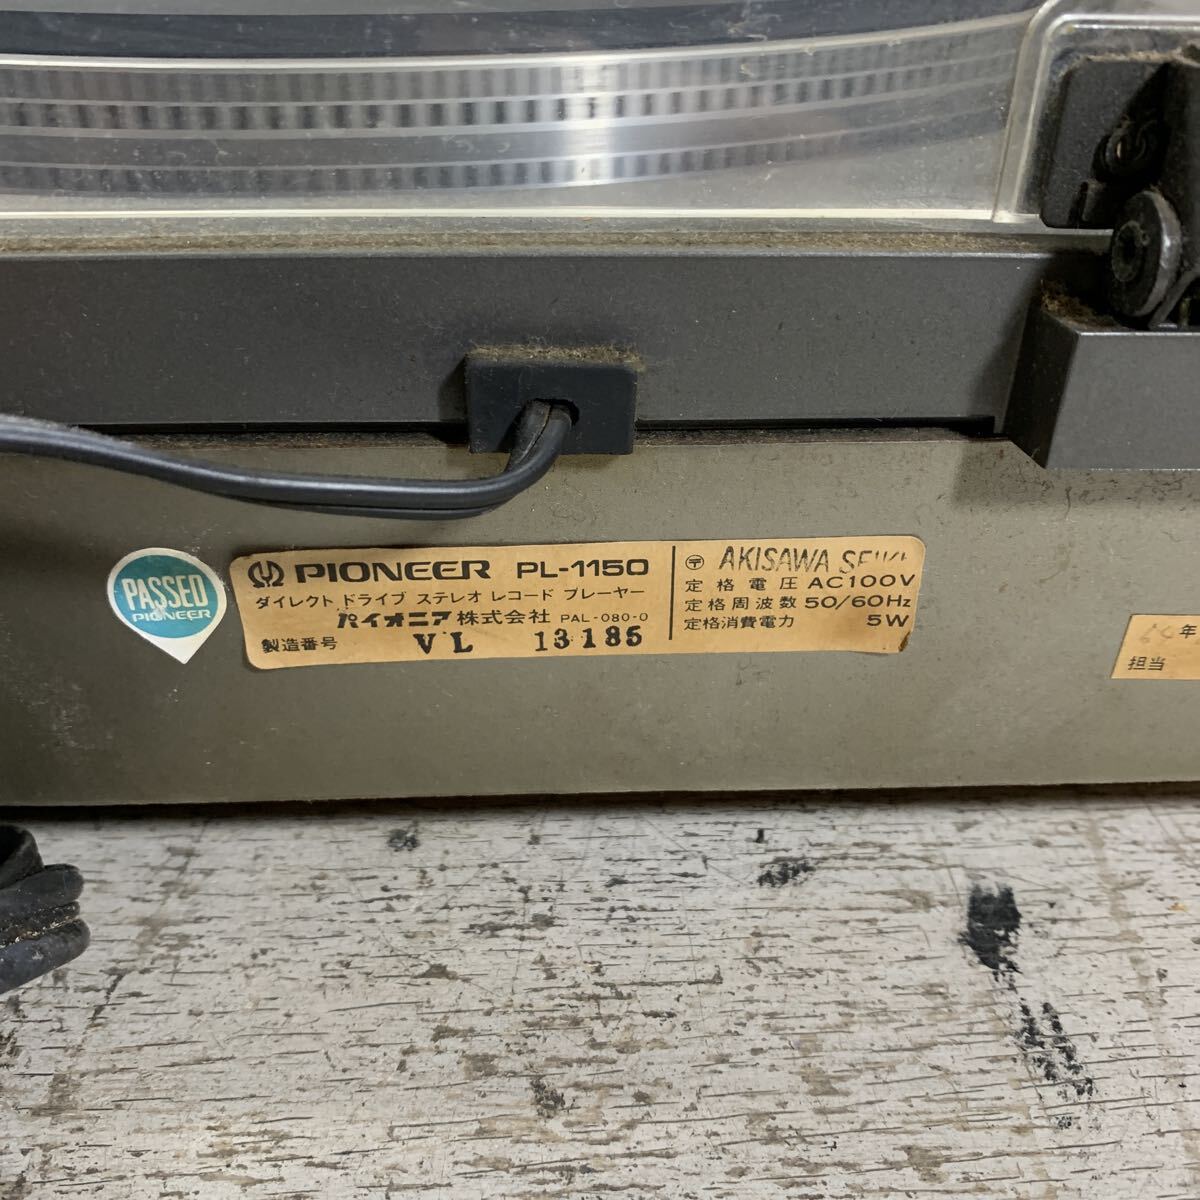 PASSED
PIONEER
PIONEER PL-1150
ダイレクト ドライブ ステレオ レコード プレーヤー
パイオニア株式会社 PAL-080-0
製造番号 VL 13185
〒 AKISAWA
定格電圧 AC100V
定格周波数 50/60Hz
定格消費電力 5W
年
担当